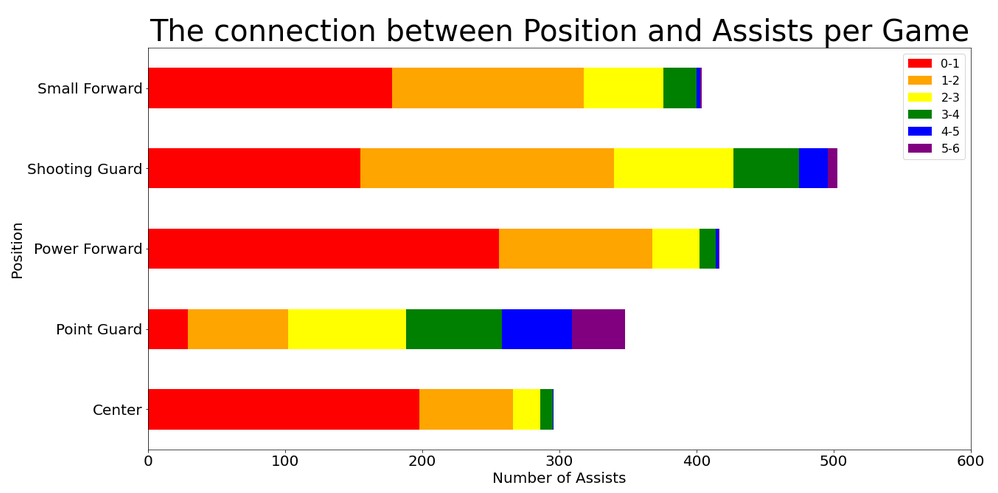 The connection between Position and Assists per Game
0-1
1-2
2-3
3-4
4-5
5-6
Small Forward
Shooting Guard
Power Forward
Point Guard
Center
Position
0 100 200 300 400 500 600
Number of Assists